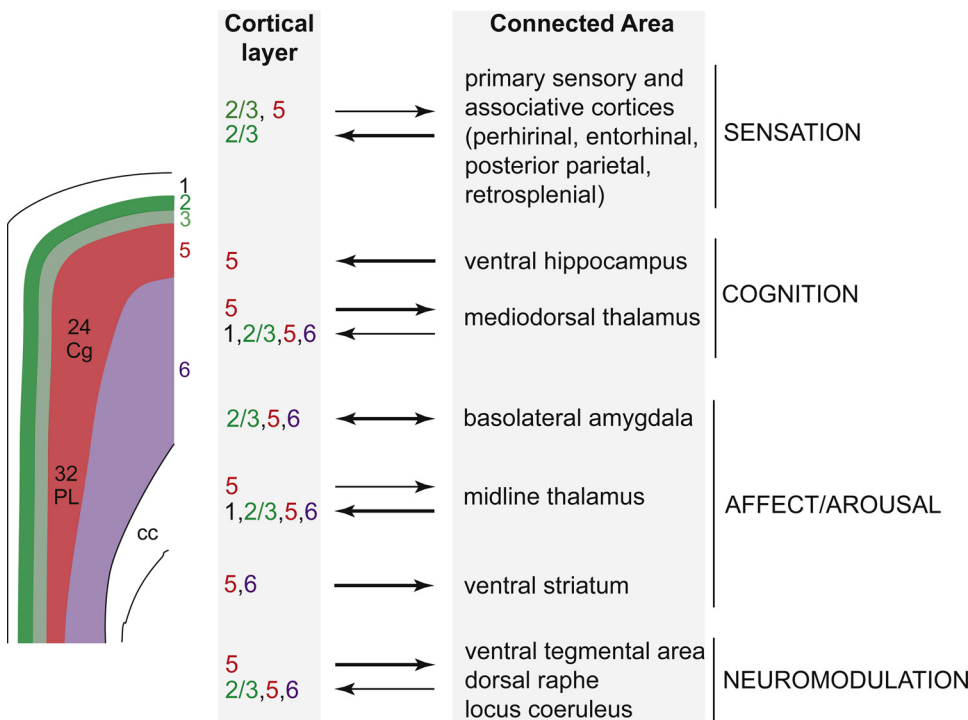 Cortical
layer
Connected Area
2/3, 5
2/3
primary sensory and
associative cortices
(perhirinal, entorhinal,
posterior parietal,
retrosplenial)
SENSATION
1
2
3
5
6
24
Cg
32
PL
cc
5
ventral hippocampus
5
1,2/3,5,6
mediodorsal thalamus
COGNITION
2/3,5,6
basolateral amygdala
5
1,2/3,5,6
midline thalamus
AFFECT/AROUSAL
5,6
ventral striatum
5
2/3,5,6
ventral tegmental area
dorsal raphe
locus coeruleus
NEUROMODULATION